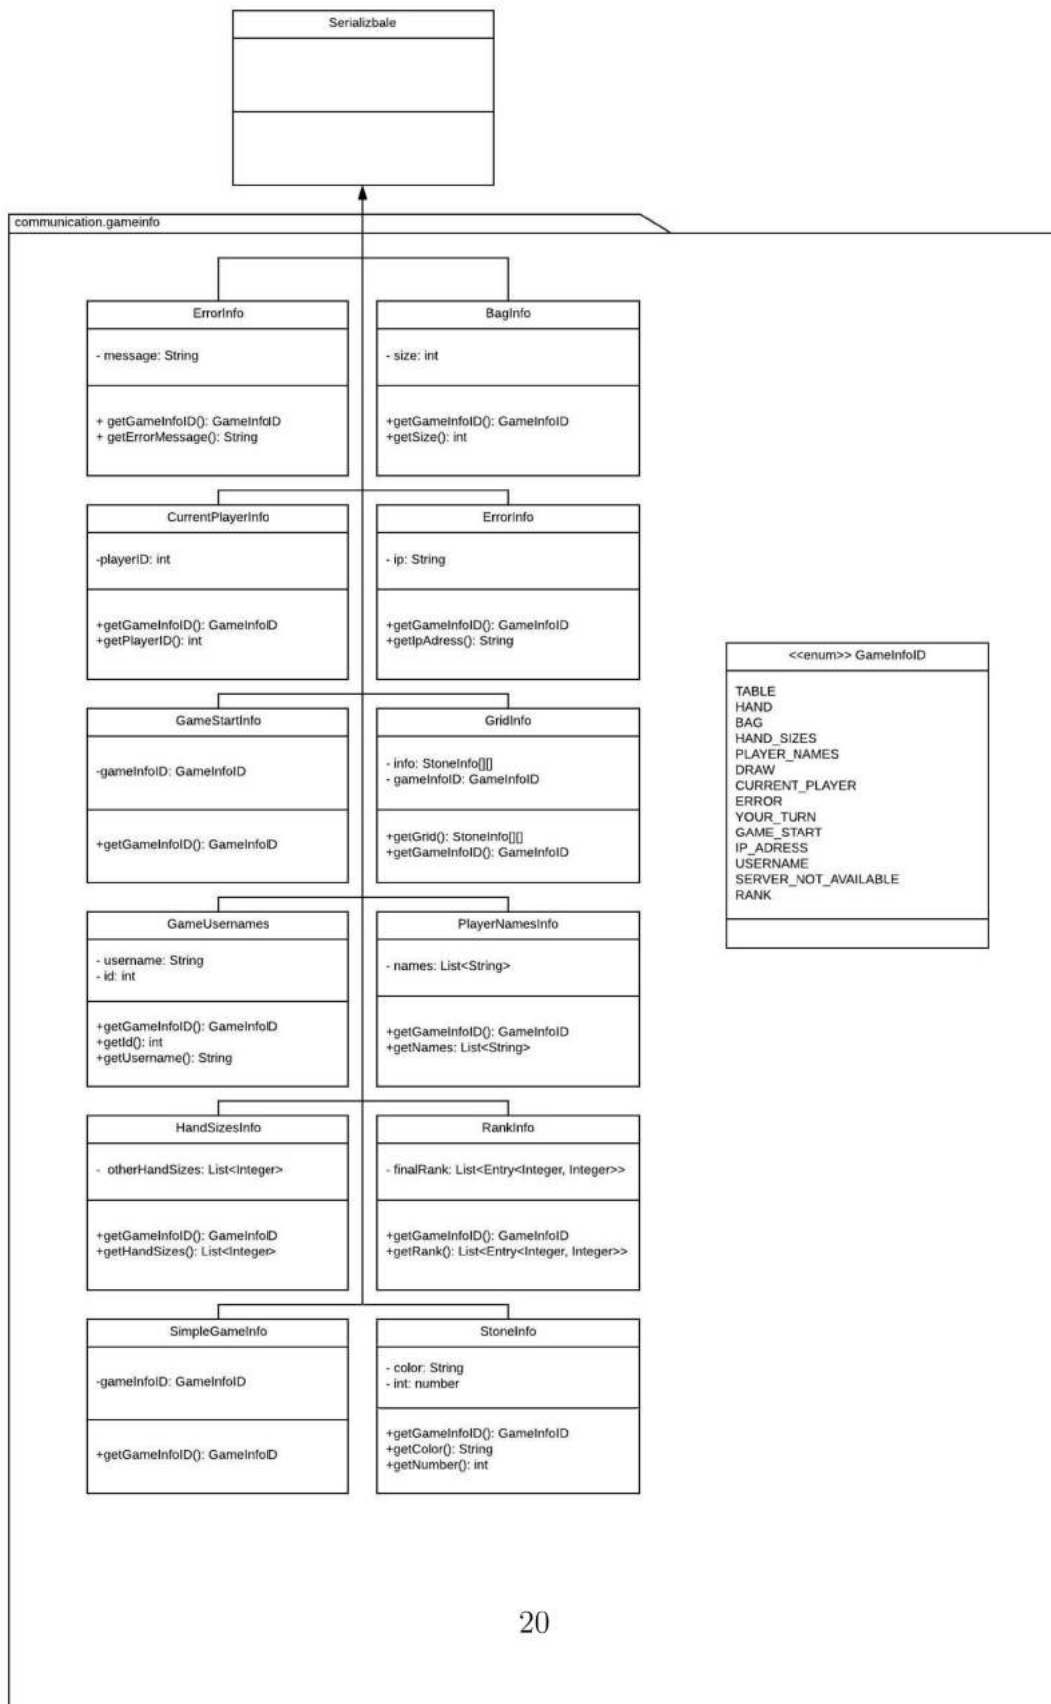 Serializbale
communication.gameinfo
ErrorInfo
- message: String
+ getGameInfoID(): GameInfoID
+ getErrorMessage(): String
BagInfo
- size: int
+getGameInfoID(): GameInfoID
+getSize(): int
CurrentPlayerInfo
-playerID: int
+getGameInfoID(): GameInfoID
+getPlayerID(): int
ErrorInfo
- ip: String
+getGameInfoID(): GameInfoID
+getIpAdress(): String
GameStartInfo
-gameInfoID: GameInfoID
+getGameInfoID(): GameInfoID
GridInfo
- info: StoneInfo[][]
- gameInfoID: GameInfoID
+getGrid(): StoneInfo[][]
+getGameInfoID(): GameInfoID
GameUsernames
- username: String
- id: int
+getGameInfoID(): GameInfoID
+getId(): int
+getUsername(): String
PlayerNamesInfo
- names: List<String>
+getGameInfoID(): GameInfoID
+getNames: List<String>
HandSizesInfo
- otherHandSizes: List<Integer>
+getGameInfoID(): GameInfoID
+getHandSizes(): List<Integer>
RankInfo
- finalRank: List<Entry<Integer, Integer>>
+getGameInfoID(): GameInfoID
+getRank(): List<Entry<Integer, Integer>>
SimpleGameInfo
-gameInfoID: GameInfoID
+getGameInfoID(): GameInfoID
StoneInfo
- color: String
- int: number
+getGameInfoID(): GameInfoID
+getColor(): String
+getNumber(): int
<<enum>> GameInfoID
TABLE
HAND
BAG
HAND_SIZES
PLAYER_NAMES
DRAW
CURRENT_PLAYER
ERROR
YOUR_TURN
GAME_START
IP_ADRESS
USERNAME
SERVER_NOT_AVAILABLE
RANK
20